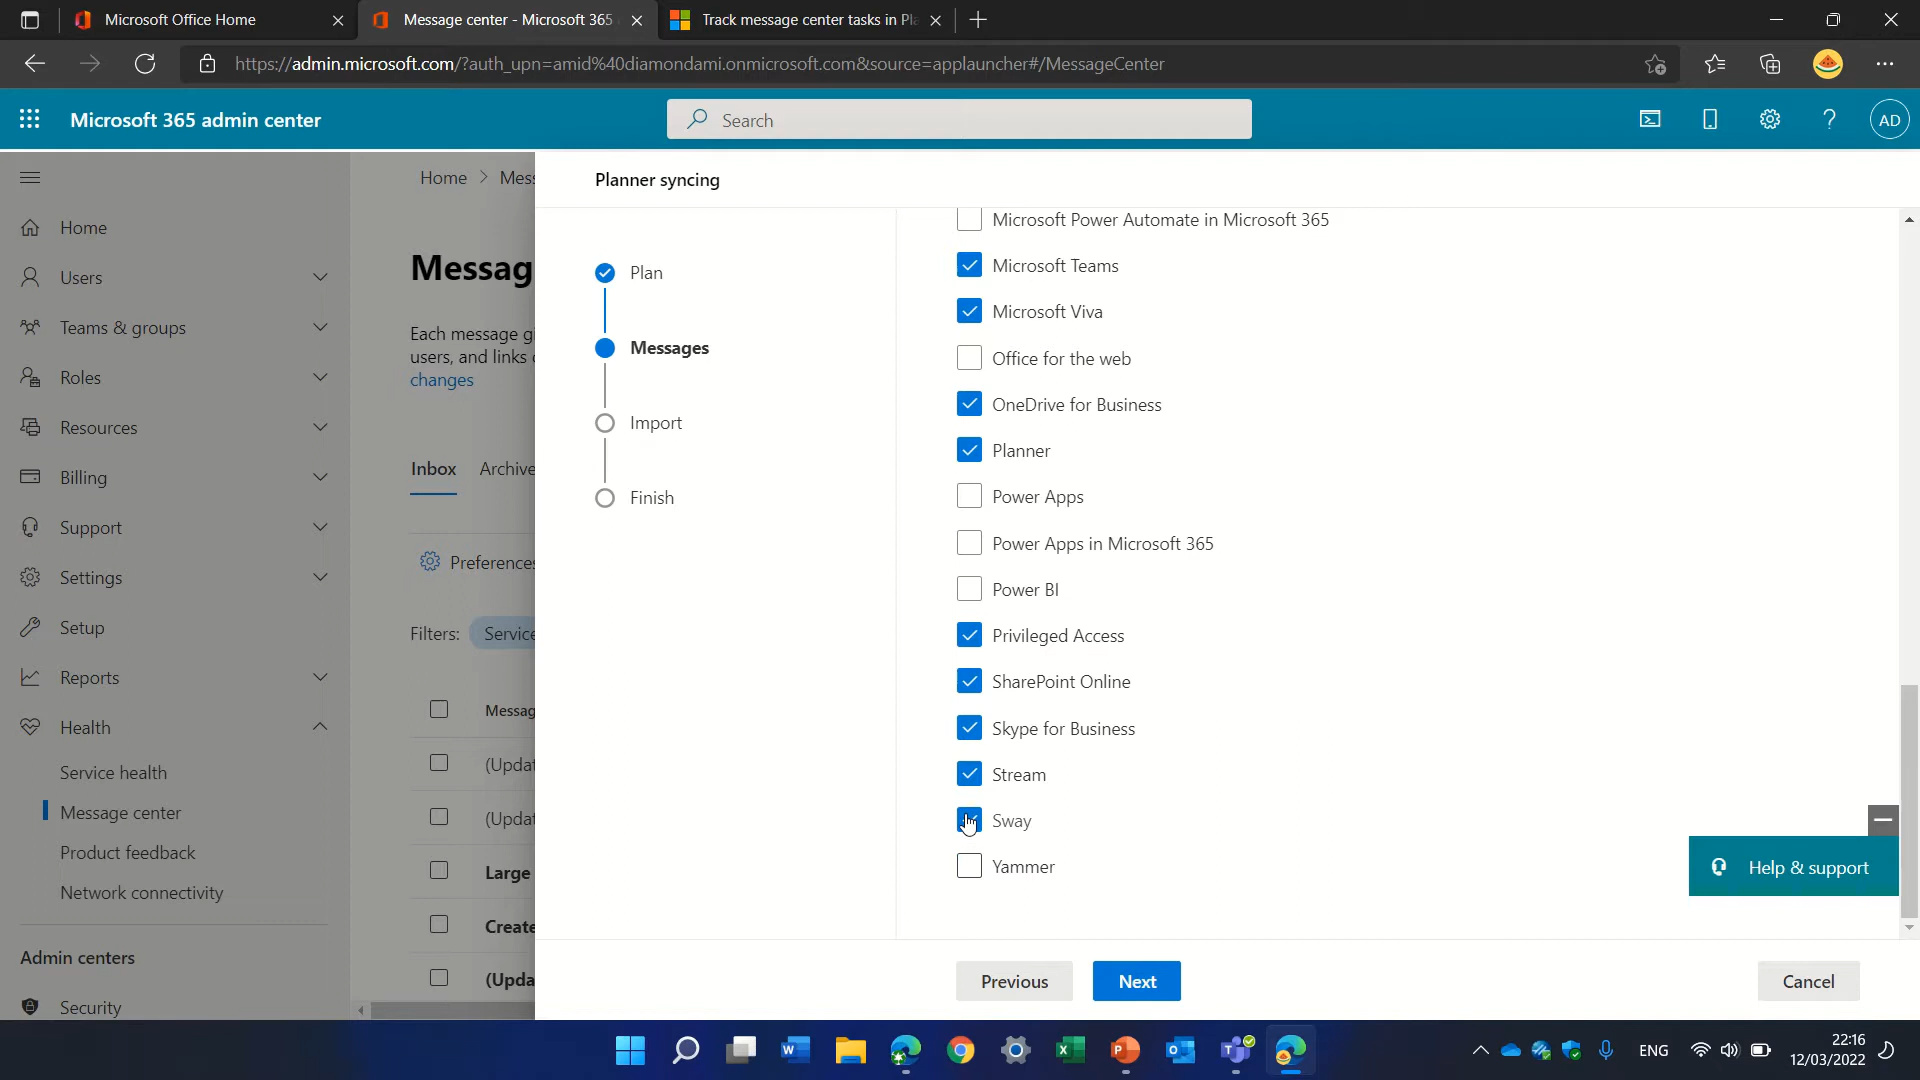 Microsoft Office Home
Message center - Microsoft 365
Track message center tasks in Pla
https://admin.microsoft.com/?auth_upn=amid%40diamondami.onmicrosoft.com&source=applauncher#/MessageCenter
Microsoft 365 admin center
Search
AD
Home
Users
Teams & groups
Roles
Resources
Billing
Support
Settings
Setup
Reports
Health
Service health
Message center
Product feedback
Network connectivity
Admin centers
Security
Home > Mess
Messag
Each message gi
users, and links
changes
Inbox Archive
Preferences
Filters: Service
Messag
(Updat
(Updat
Large
Create
(Upda
Planner syncing
Plan
Messages
Import
Finish
Microsoft Power Automate in Microsoft 365
Microsoft Teams
Microsoft Viva
Office for the web
OneDrive for Business
Planner
Power Apps
Power Apps in Microsoft 365
Power BI
Privileged Access
SharePoint Online
Skype for Business
Stream
Sway
Yammer
Help & support
Previous
Next
Cancel
ENG
22:16
12/03/2022